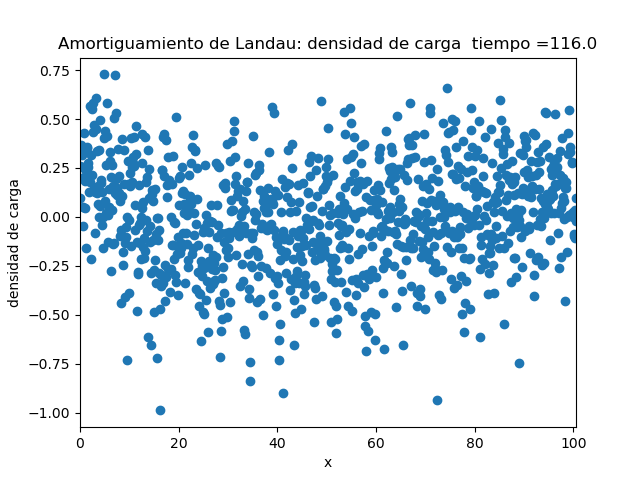 Amortiguamiento de Landau: densidad de carga  tiempo =116.0
0.75
0.50
0.25
0.00
−0.25
−0.50
−0.75
−1.00
densidad de carga
0 20 40 60 80 100
x